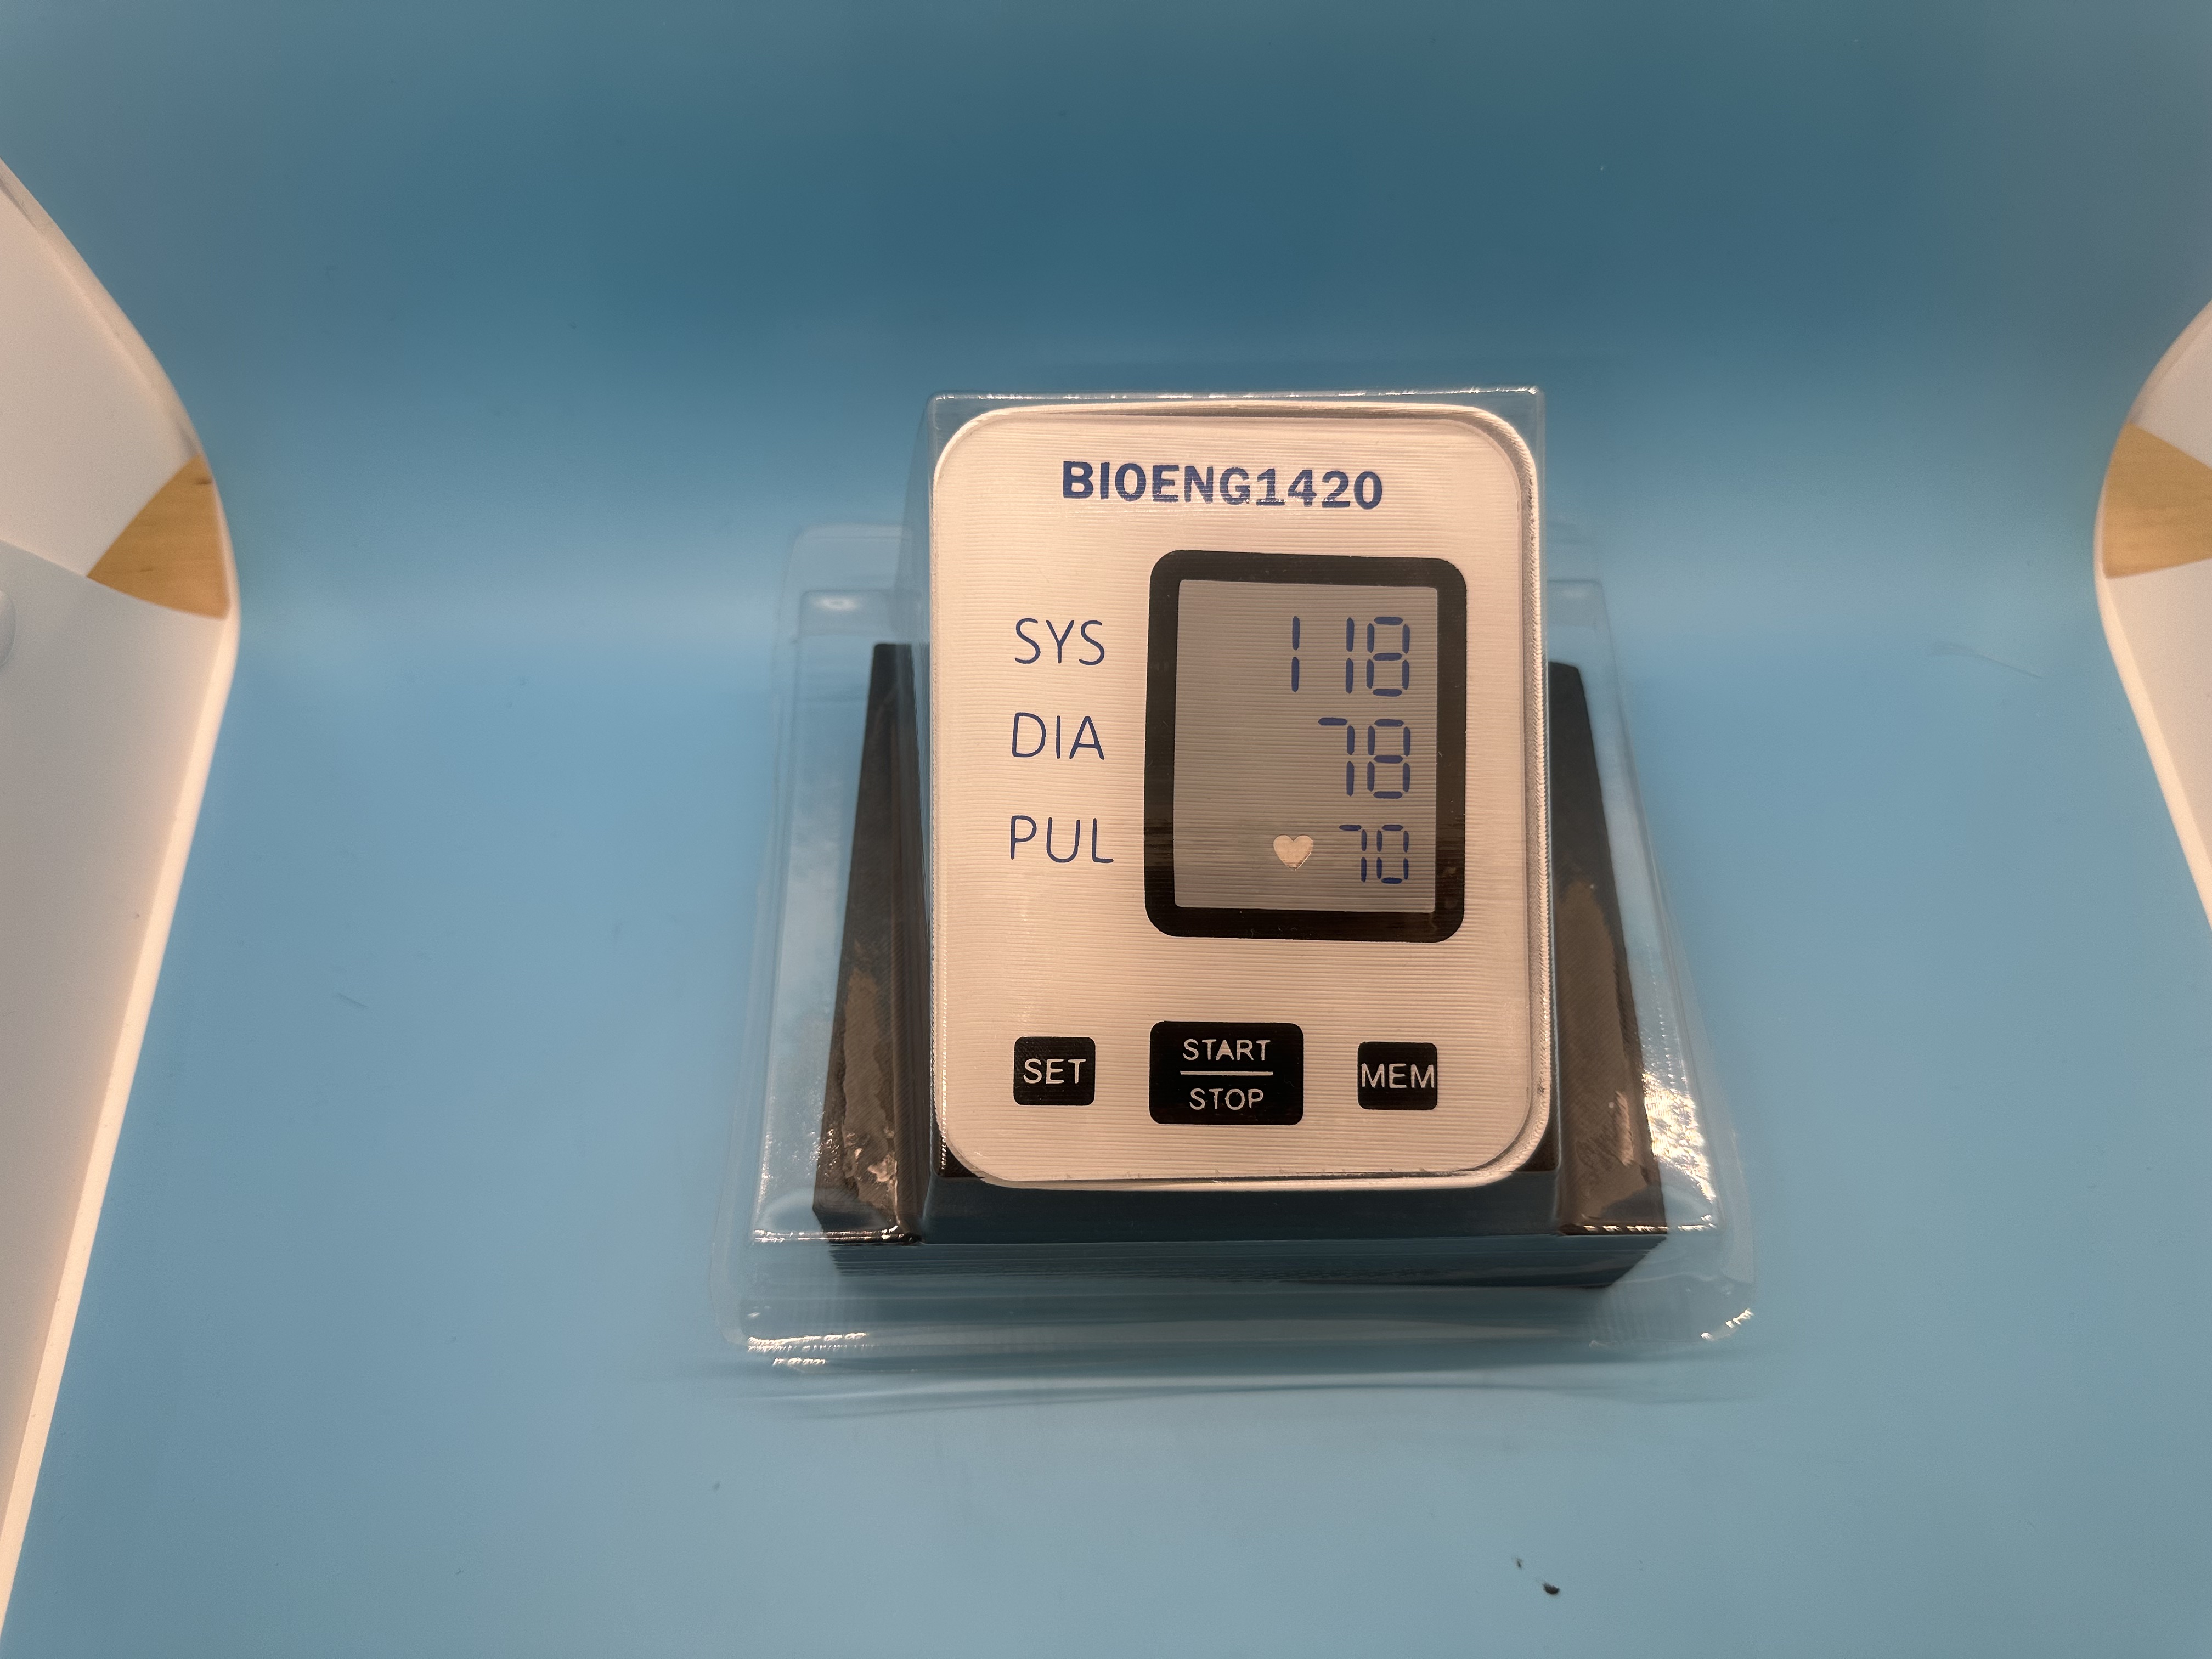 BIOENG1420
SYS 118
DIA 78
PUL 70
SET
START
STOP
MEM